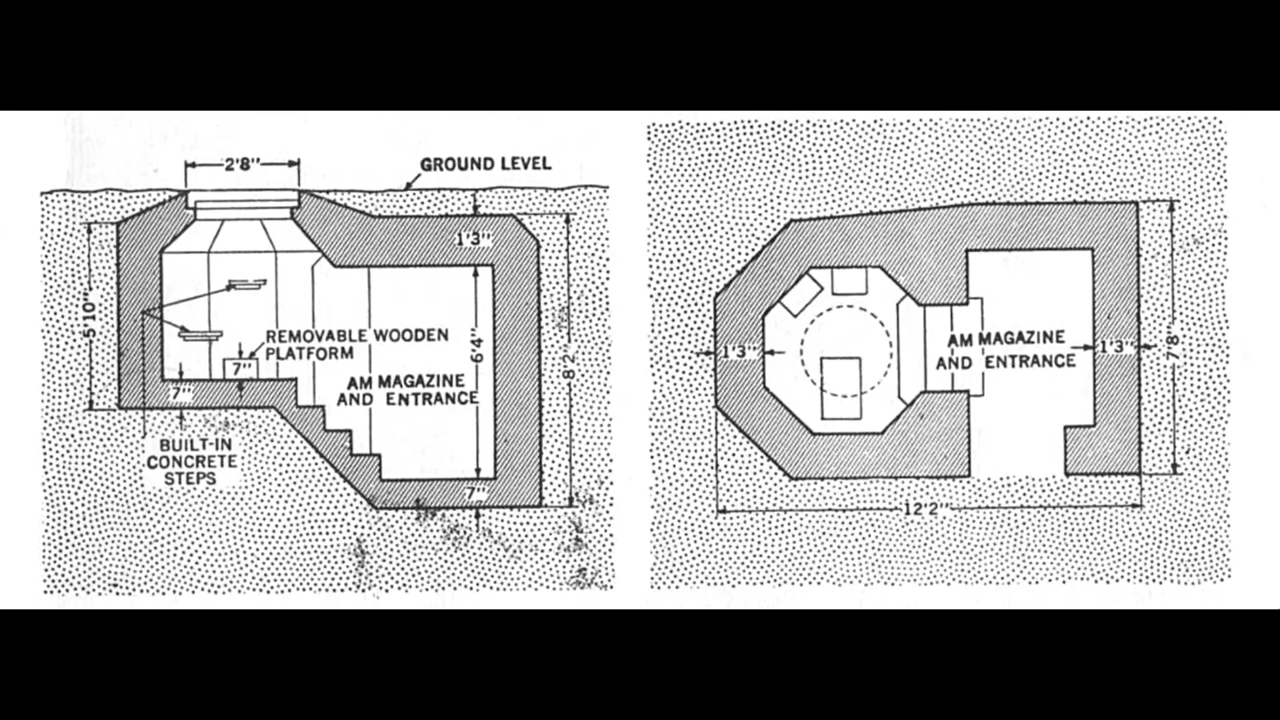 2'8"
GROUND LEVEL
1'3"
5'10"
REMOVABLE WOODEN
PLATFORM
7"
6'4"
8'2"
7"
AM MAGAZINE
AND ENTRANCE
BUILT-IN
CONCRETE
STEPS
7"
1'3"
AM MAGAZINE
AND ENTRANCE
1'3"
7'8"
12'2"